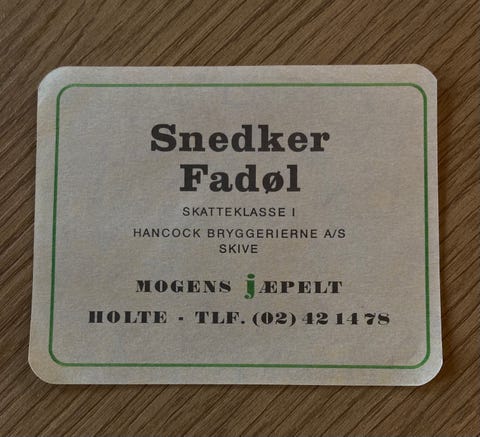 Snedker
Fadøl
SKATTEKLASSE I
HANCOCK BRYGGERIERNE A/S
SKIVE
MOGENS jÆPELT
HOLTE - TLF. (02) 42 14 78